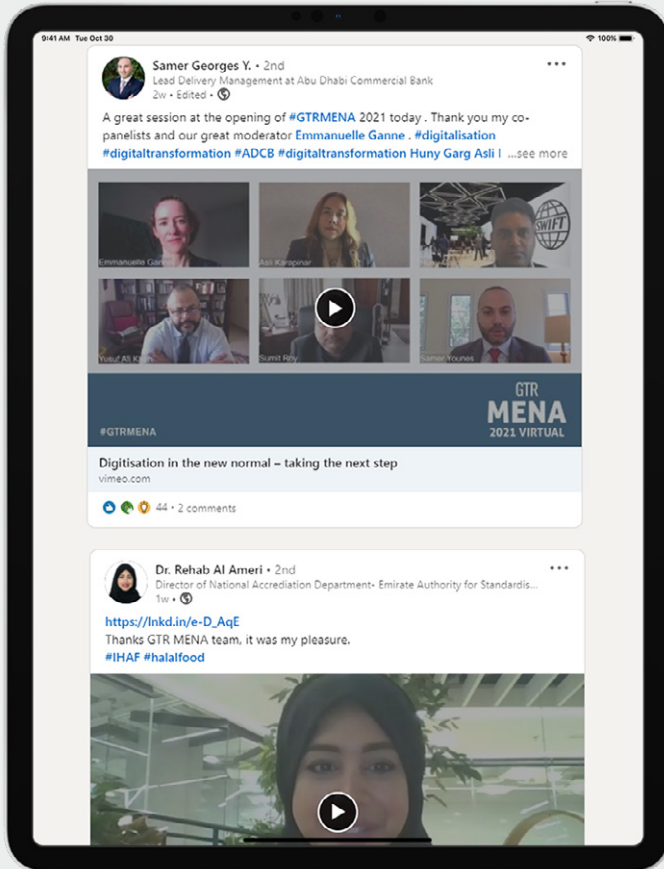 9:41 AM Tue Oct 30
100%
Samer Georges Y. • 2nd
Lead Delivery Management at Abu Dhabi Commercial Bank
2w • Edited •
A great session at the opening of #GTRMENA 2021 today . Thank you my co-
panelists and our great moderator Emmanuelle Ganne . #digitalisation
#digitaltransformation #ADCB #digitaltransformation Huny Garg Asli I ...see more
Emmanuelle Ganne
Asli Karapinar
SWIFT
Yusuf Ali Khan
Sumit Roy
Samer Younes
#GTRMENA
GTR
MENA
2021 VIRTUAL
Digitisation in the new normal – taking the next step
vimeo.com
44 • 2 comments
Dr. Rehab Al Ameri • 2nd
Director of National Accrediation Department- Emirate Authority for Standardis...
1w •
https://lnkd.in/e-D_AqE
Thanks GTR MENA team, it was my pleasure.
#IHAF #halalfood